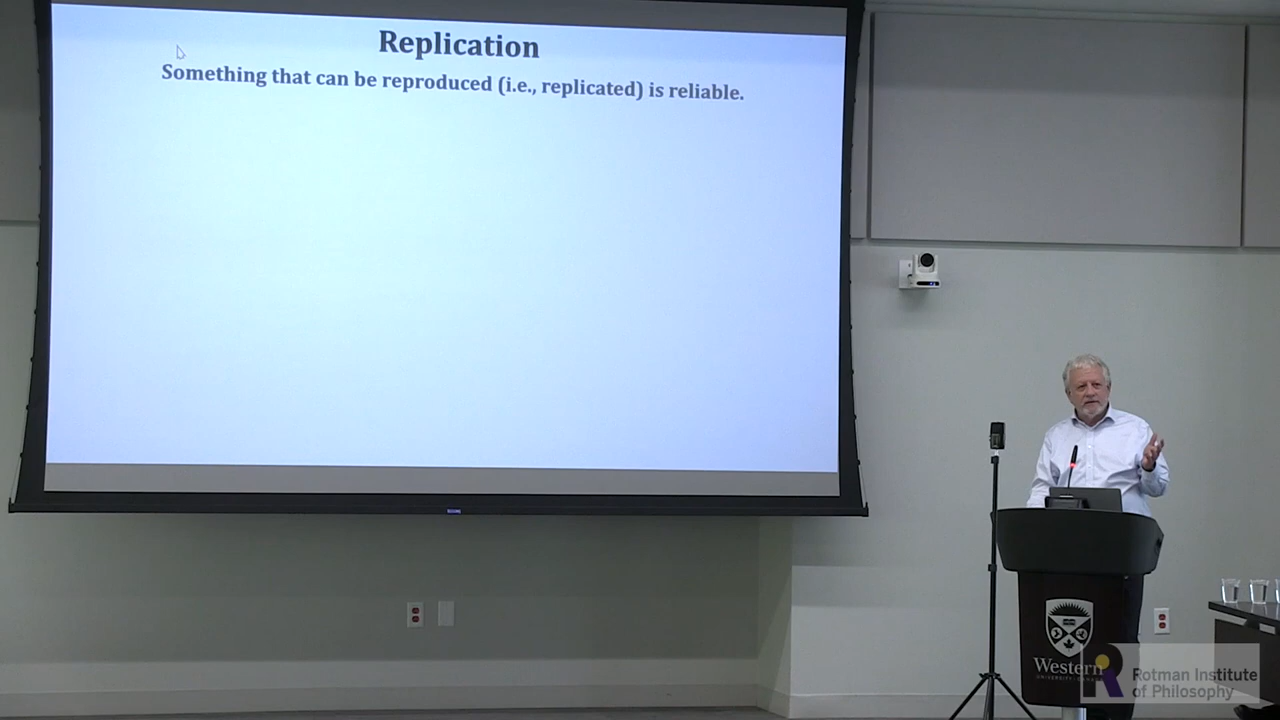 Replication
Something that can be reproduced (i.e., replicated) is reliable.
Western
Rotman Institute
of Philosophy